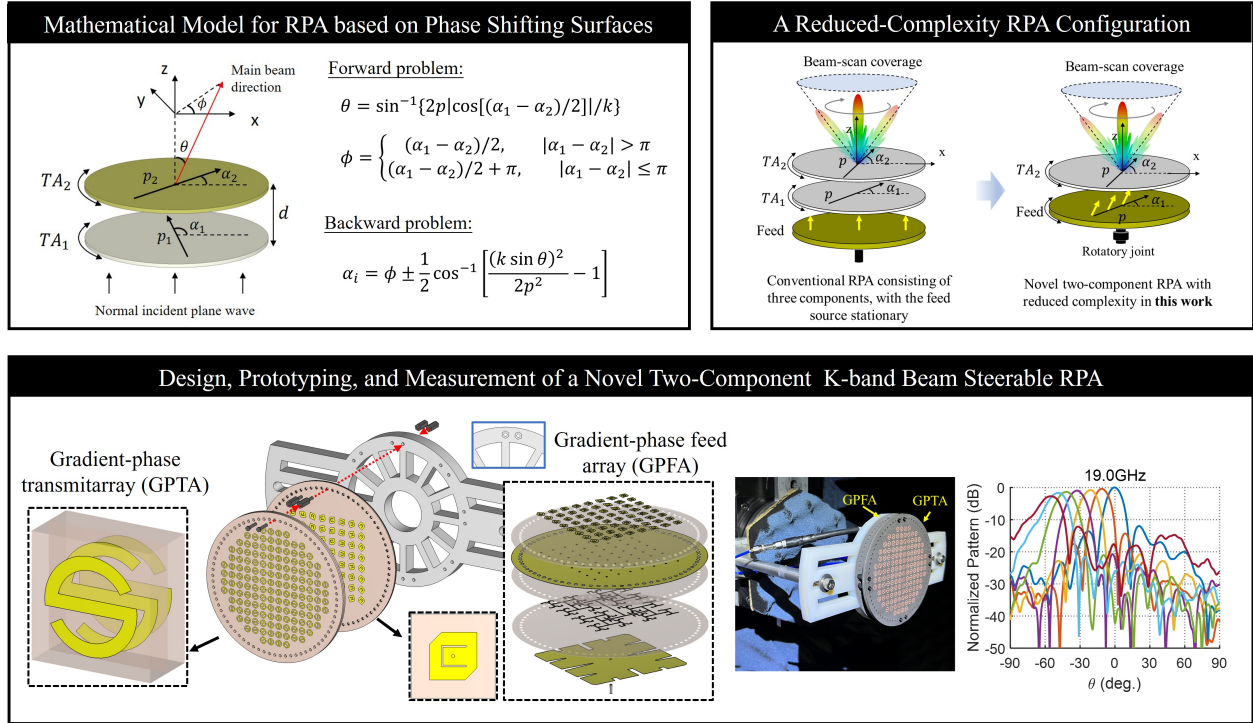 Mathematical Model for RPA based on Phase Shifting Surfaces
z
Main beam
direction
y
ϕ
x
θ
TA₂
p₂
α₂
d
TA₁
p₁
α₁
Normal incident plane wave
Forward problem:
θ = sin⁻¹{2p|cos[(α₁ − α₂)/2]|/k}
ϕ = { (α₁ − α₂)/2, |α₁ − α₂| > π
(α₁ − α₂)/2 + π, |α₁ − α₂| ≤ π
Backward problem:
αᵢ = ϕ ± 1/2 cos⁻¹ [ (k sin θ)² / 2p² − 1 ]
A Reduced-Complexity RPA Configuration
Beam-scan coverage
z
x
TA₂
p
α₂
TA₁
p
α₁
Feed
Conventional RPA consisting of
three components, with the feed
source stationary
Beam-scan coverage
z
x
TA₂
p
α₂
Feed
p
α₁
Rotatory joint
Novel two-component RPA with
reduced complexity in this work
Design, Prototyping, and Measurement of a Novel Two-Component K-band Beam Steerable RPA
Gradient-phase
transmitarray (GPTA)
Gradient-phase feed
array (GPFA)
GPFA
GPTA
19.0GHz
Normalized Pattern (dB)
0
-10
-20
-30
-40
-50
-90 -60 -30 0 30 60 90
θ (deg.)